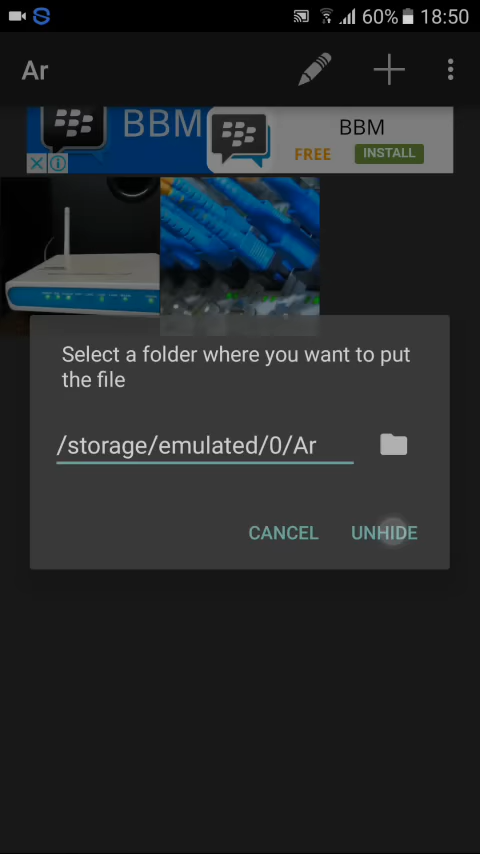 60% 18:50
Ar
BBM
BBM
FREE INSTALL
Select a folder where you want to put
the file
/storage/emulated/0/Ar
CANCEL UNHIDE